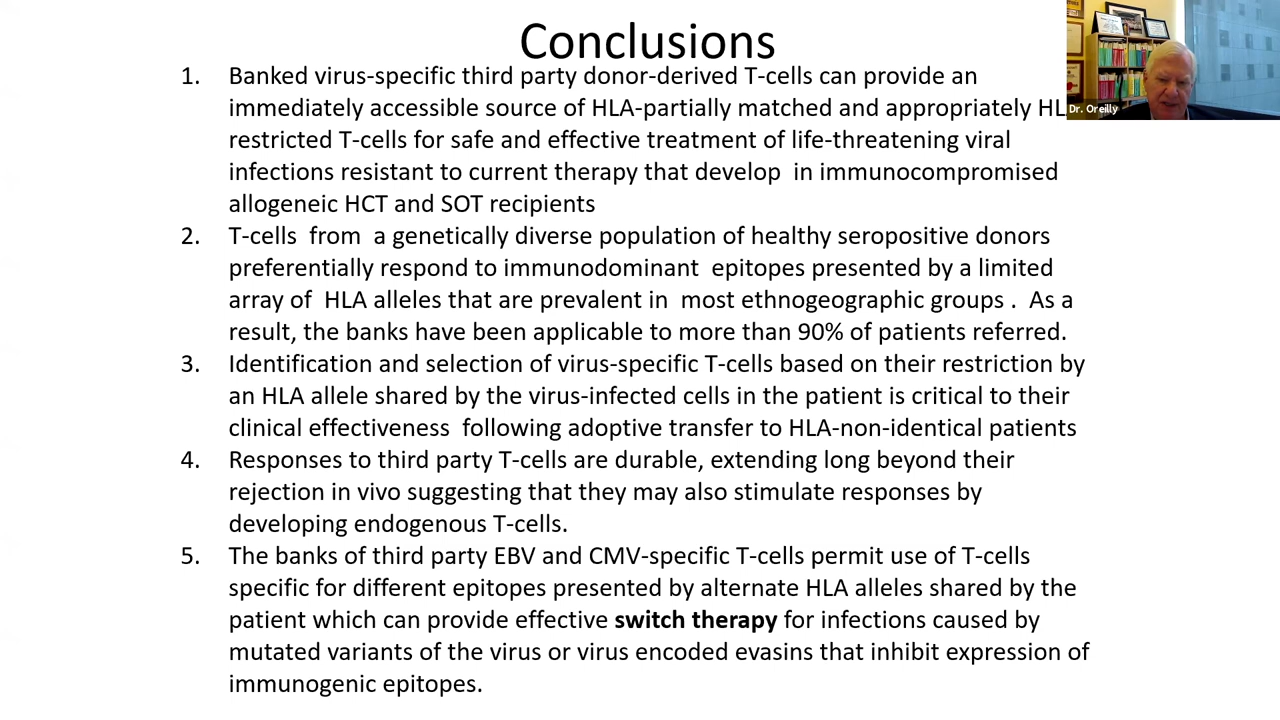 Conclusions
1. Banked virus-specific third party donor-derived T-cells can provide an
immediately accessible source of HLA-partially matched and appropriately HL
restricted T-cells for safe and effective treatment of life-threatening viral
infections resistant to current therapy that develop in immunocompromised
allogeneic HCT and SOT recipients
2. T-cells from a genetically diverse population of healthy seropositive donors
preferentially respond to immunodominant epitopes presented by a limited
array of HLA alleles that are prevalent in most ethnogeographic groups . As a
result, the banks have been applicable to more than 90% of patients referred.
3. Identification and selection of virus-specific T-cells based on their restriction by
an HLA allele shared by the virus-infected cells in the patient is critical to their
clinical effectiveness following adoptive transfer to HLA-non-identical patients
4. Responses to third party T-cells are durable, extending long beyond their
rejection in vivo suggesting that they may also stimulate responses by
developing endogenous T-cells.
5. The banks of third party EBV and CMV-specific T-cells permit use of T-cells
specific for different epitopes presented by alternate HLA alleles shared by the
patient which can provide effective switch therapy for infections caused by
mutated variants of the virus or virus encoded evasins that inhibit expression of
immunogenic epitopes.
Dr. Oreilly